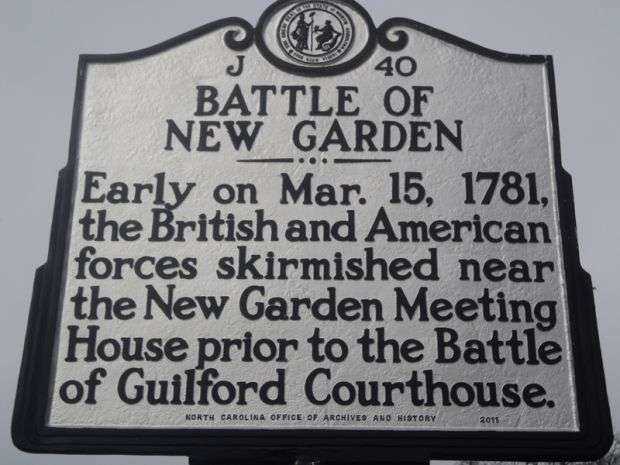 J 40
BATTLE OF
NEW GARDEN
Early on Mar. 15, 1781,
the British and American
forces skirmished near
the New Garden Meeting
House prior to the Battle
of Guilford Courthouse.
NORTH CAROLINA OFFICE OF ARCHIVES AND HISTORY 2011